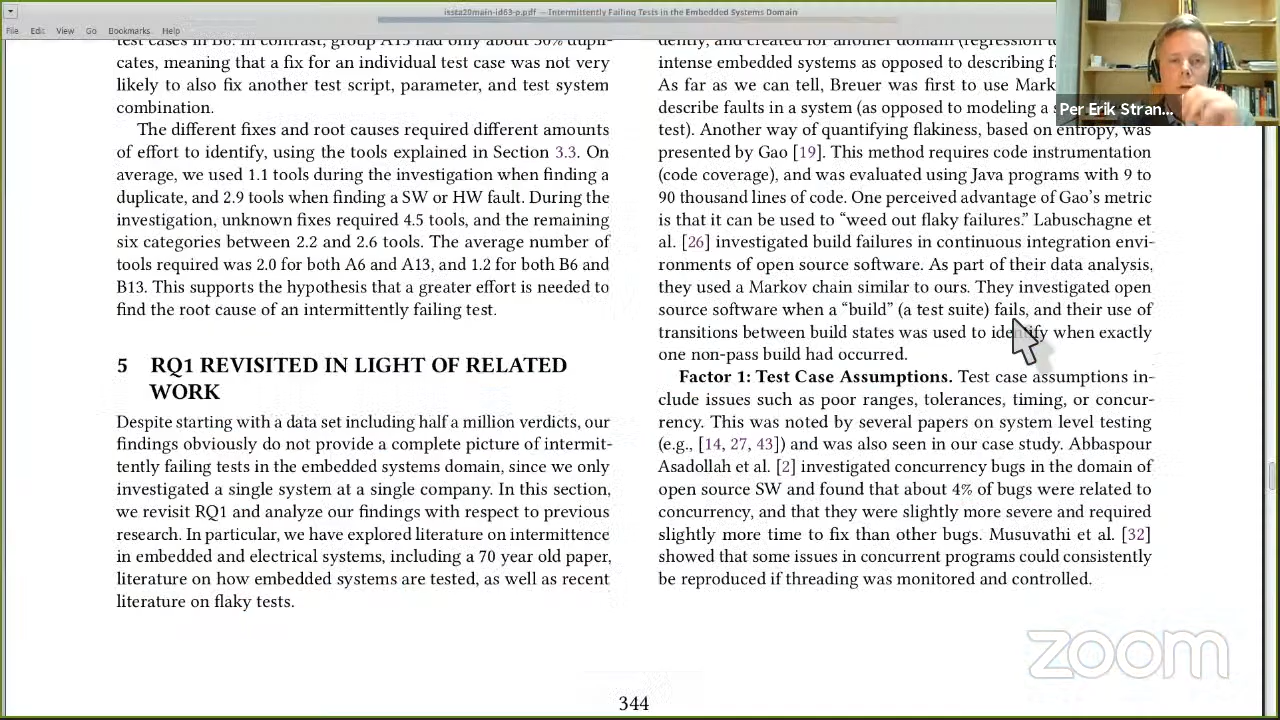 issta20main-id63-p.pdf — Intermittently Failing Tests in the Embedded Systems Domain
File Edit View Go Bookmarks Help
test cases in B6. In contrast, group A13 had only about 50% dupli-
cates, meaning that a fix for an individual test case was not very
likely to also fix another test script, parameter, and test system
combination.
The different fixes and root causes required different amounts
of effort to identify, using the tools explained in Section 3.3. On
average, we used 1.1 tools during the investigation when finding a
duplicate, and 2.9 tools when finding a SW or HW fault. During the
investigation, unknown fixes required 4.5 tools, and the remaining
six categories between 2.2 and 2.6 tools. The average number of
tools required was 2.0 for both A6 and A13, and 1.2 for both B6 and
B13. This supports the hypothesis that a greater effort is needed to
find the root cause of an intermittently failing test.
5 RQ1 REVISITED IN LIGHT OF RELATED
WORK
Despite starting with a data set including half a million verdicts, our
findings obviously do not provide a complete picture of intermit-
tently failing tests in the embedded systems domain, since we only
investigated a single system at a single company. In this section,
we revisit RQ1 and analyze our findings with respect to previous
research. In particular, we have explored literature on intermittence
in embedded and electrical systems, including a 70 year old paper,
literature on how embedded systems are tested, as well as recent
literature on flaky tests.
dently, and created for another domain (regression
intense embedded systems as opposed to describing
As far as we can tell, Breuer was first to use
describe faults in a system (as opposed to modeling a
test). Another way of quantifying flakiness, based on entropy, was
presented by Gao [19]. This method requires code instrumentation
(code coverage), and was evaluated using Java programs with 9 to
90 thousand lines of code. One perceived advantage of Gao's metric
is that it can be used to “weed out flaky failures.” Labuschagne et
al. [26] investigated build failures in continuous integration envi-
ronments of open source software. As part of their data analysis,
they used a Markov chain similar to ours. They investigated open
source software when a “build” (a test suite) fails, and their use of
transitions between build states was used to identify when exactly
one non-pass build had occurred.
Factor 1: Test Case Assumptions. Test case assumptions in-
clude issues such as poor ranges, tolerances, timing, or concur-
rency. This was noted by several papers on system level testing
(e.g., [14, 27, 43]) and was also seen in our case study. Abbaspour
Asadollah et al. [2] investigated concurrency bugs in the domain of
open source SW and found that about 4% of bugs were related to
concurrency, and that they were slightly more severe and required
slightly more time to fix than other bugs. Musuvathi et al. [32]
showed that some issues in concurrent programs could consistently
be reproduced if threading was monitored and controlled.
344
Per Erik Stran...
zoom